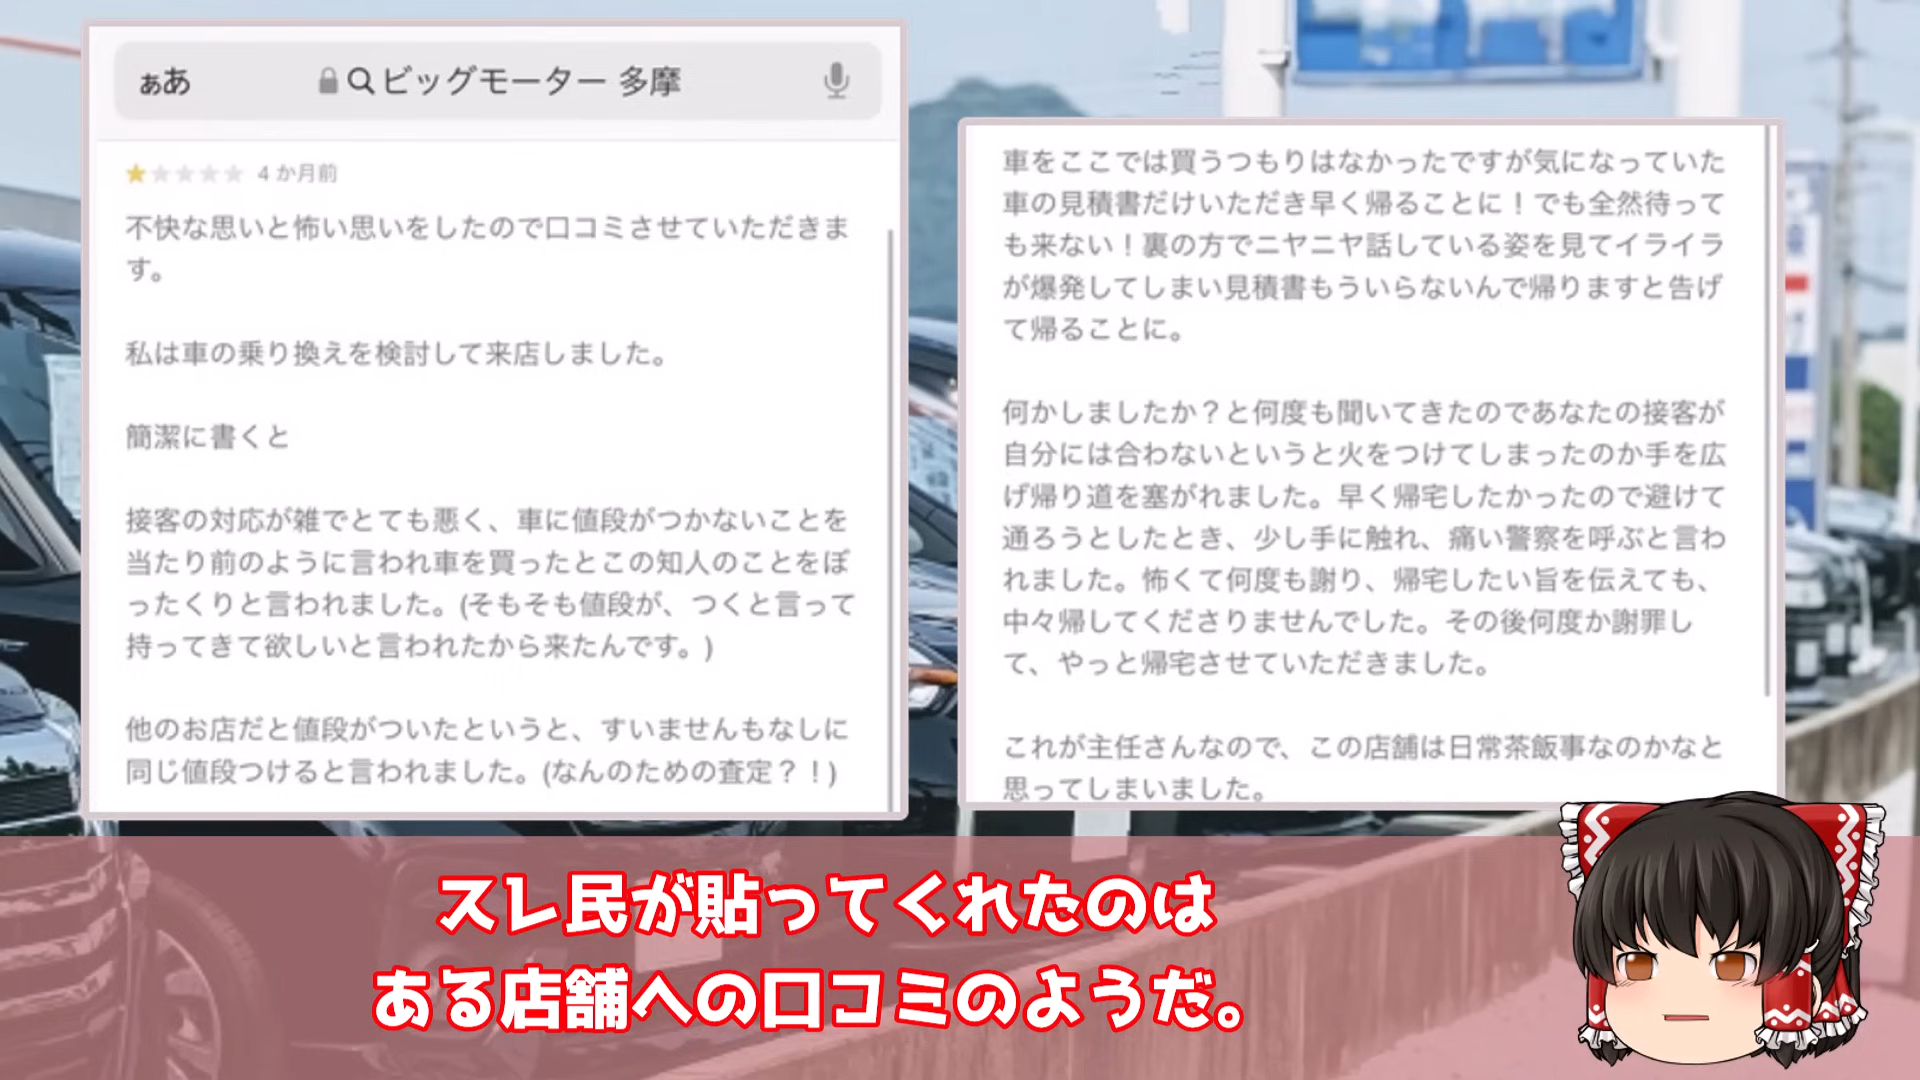 ぁあ
ビッグモーター 多摩
4 か月前
不快な思いと怖い思いをしたので口コミさせていただきま
す。
私は車の乗り換えを検討して来店しました。
簡潔に書くと
接客の対応が雑でとても悪く、車に値段がつかないことを
当たり前のように言われ車を買ったとこの知人のことをぼ
ったくりと言われました。(そもそも値段が、つくと言って
持ってきて欲しいと言われたから来たんです。)
他のお店だと値段がついたというと、すいませんもなしに
同じ値段つけると言われました。(なんのための査定？！)
車をここでは買うつもりはなかったですが気になっていた
車の見積書だけいただき早く帰ることに！でも全然待って
も来ない！裏の方でニヤニヤ話している姿を見てイライラ
が爆発してしまい見積書もういらないんで帰りますと告げ
て帰ることに。
何かしましたか？と何度も聞いてきたのであなたの接客が
自分には合わないというと火をつけてしまったのか手を広
げ帰り道を塞がれました。早く帰宅したかったので避けて
通ろうとしたとき、少し手に触れ、痛い警察を呼ぶと言わ
れました。怖くて何度も謝り、帰宅したい旨を伝えても、
中々帰してくださりませんでした。その後何度か謝罪し
て、やっと帰宅させていただきました。
これが主任さんなので、この店舗は日常茶飯事なのかなと
思ってしまいました。
スレ民が貼ってくれたのは
ある店舗への口コミのようだ。